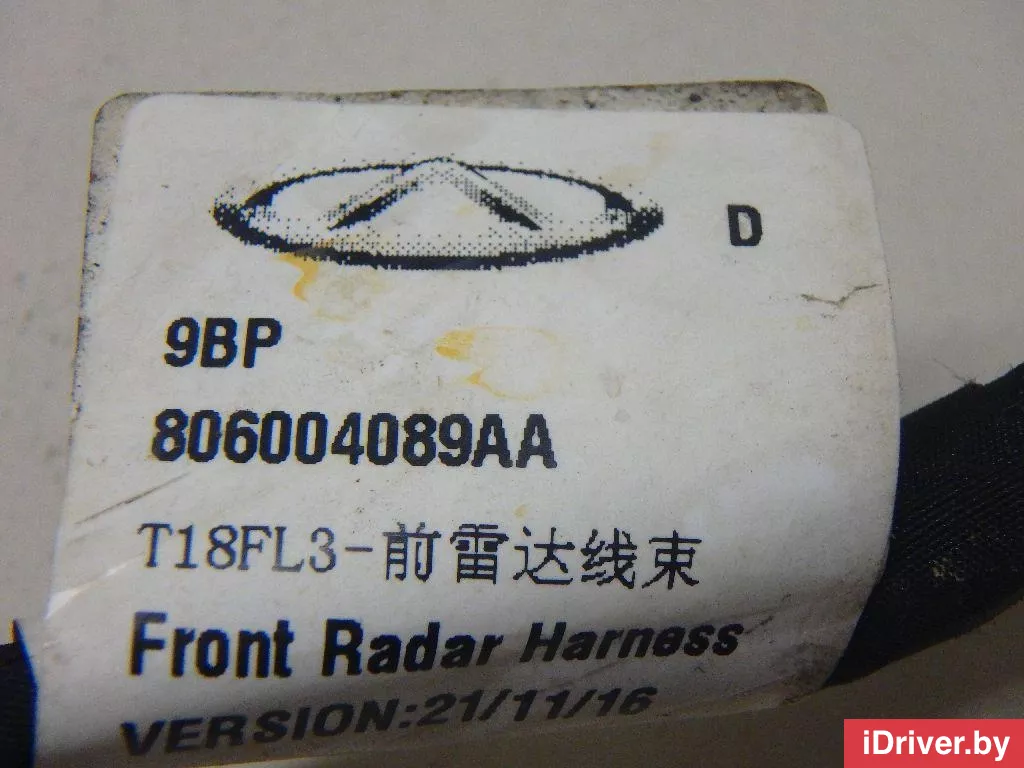 D
9BP
806004089AA
T18FL3-前雷达线束
Front Radar Harness
VERSION:21/11/16
iDriver.by